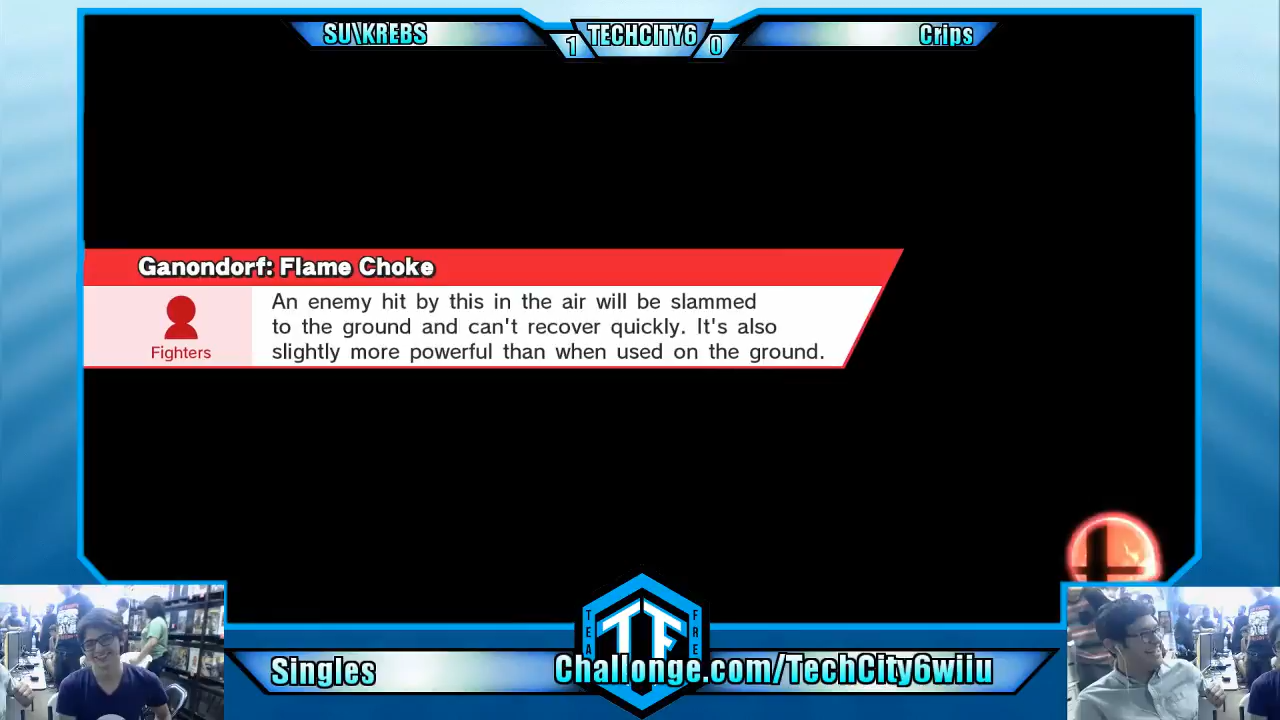 SU\KREBS
1
TECHCITY6
0
Crips
Ganondorf: Flame Choke
Fighters
An enemy hit by this in the air will be slammed
to the ground and can't recover quickly. It's also
slightly more powerful than when used on the ground.
TEA
TF
FRE
Singles
Challonge.com/TechCity6wiiu